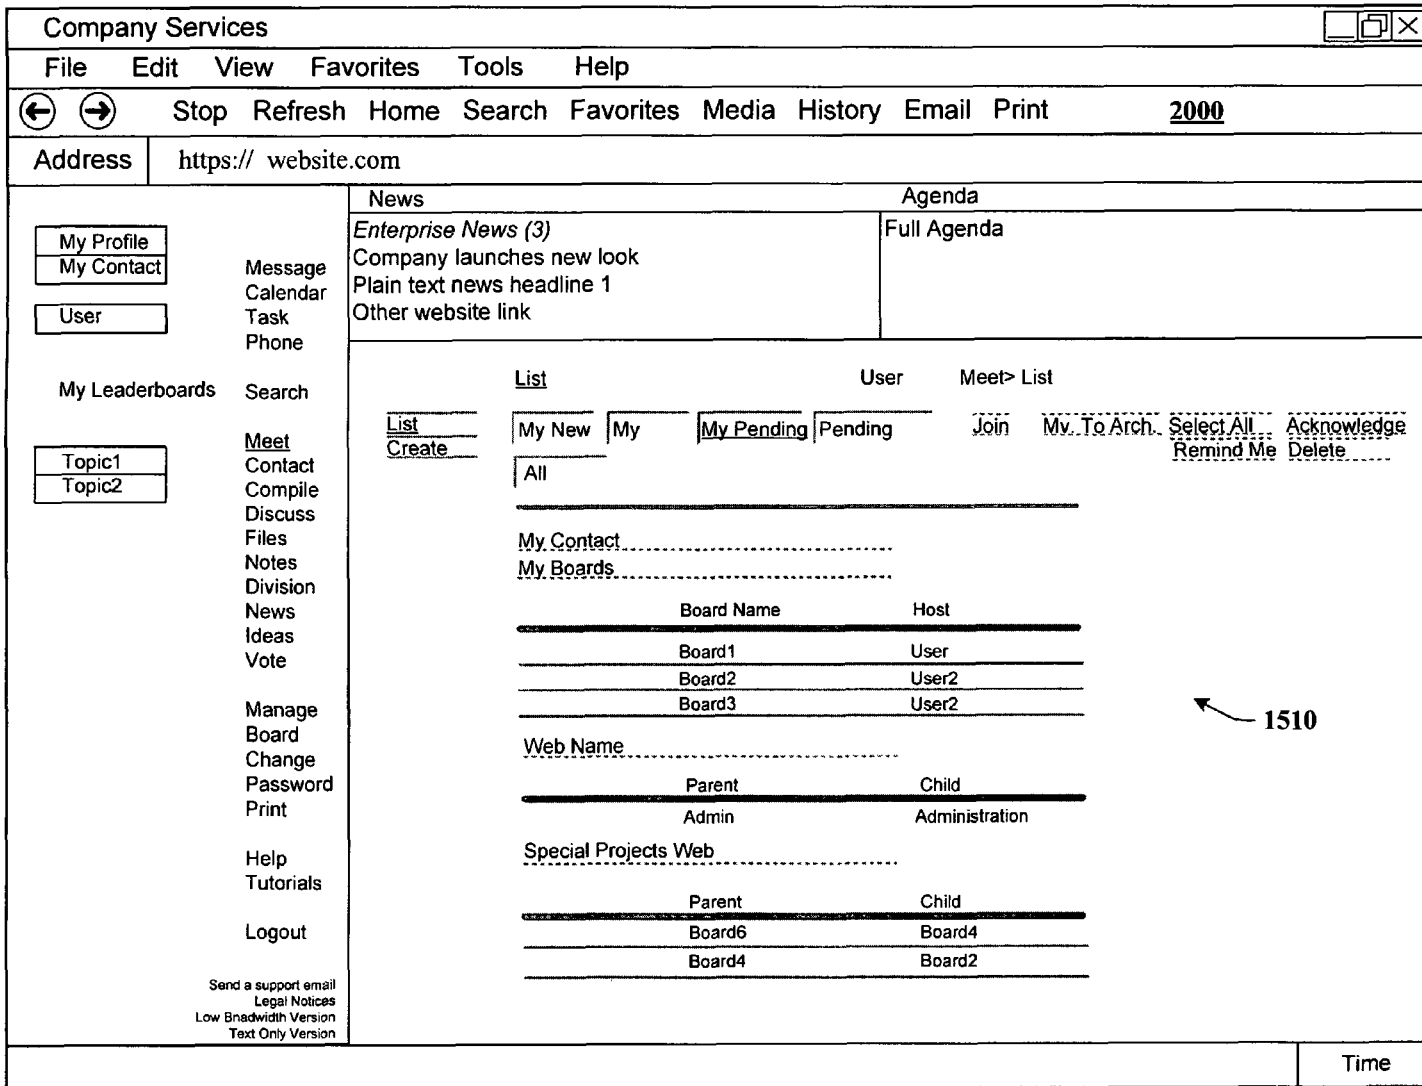 Company Services
File Edit View Favorites Tools Help
Stop Refresh Home Search Favorites Media History Email Print 2000
Address https:// website.com
My Profile
My Contact
User
My Leaderboards
Topic1
Topic2
Message
Calendar
Task
Phone
Search
Meet
Contact
Compile
Discuss
Files
Notes
Division
News
Ideas
Vote
Manage
Board
Change
Password
Print
Help
Tutorials
Logout
Send a support email
Legal Notices
Low Bnadwidth Version
Text Only Version
News Agenda
Enterprise News (3)
Company launches new look
Plain text news headline 1
Other website link
Full Agenda
List User Meet> List
List
Create
My New My My Pending Pending
All
Join Mv. To Arch. Select All Acknowledge
Remind Me Delete
My Contact
My Boards
Board Name Host
Board1 User
Board2 User2
Board3 User2
1510
Web Name
Parent Child
Admin Administration
Special Projects Web
Parent Child
Board6 Board4
Board4 Board2
Time